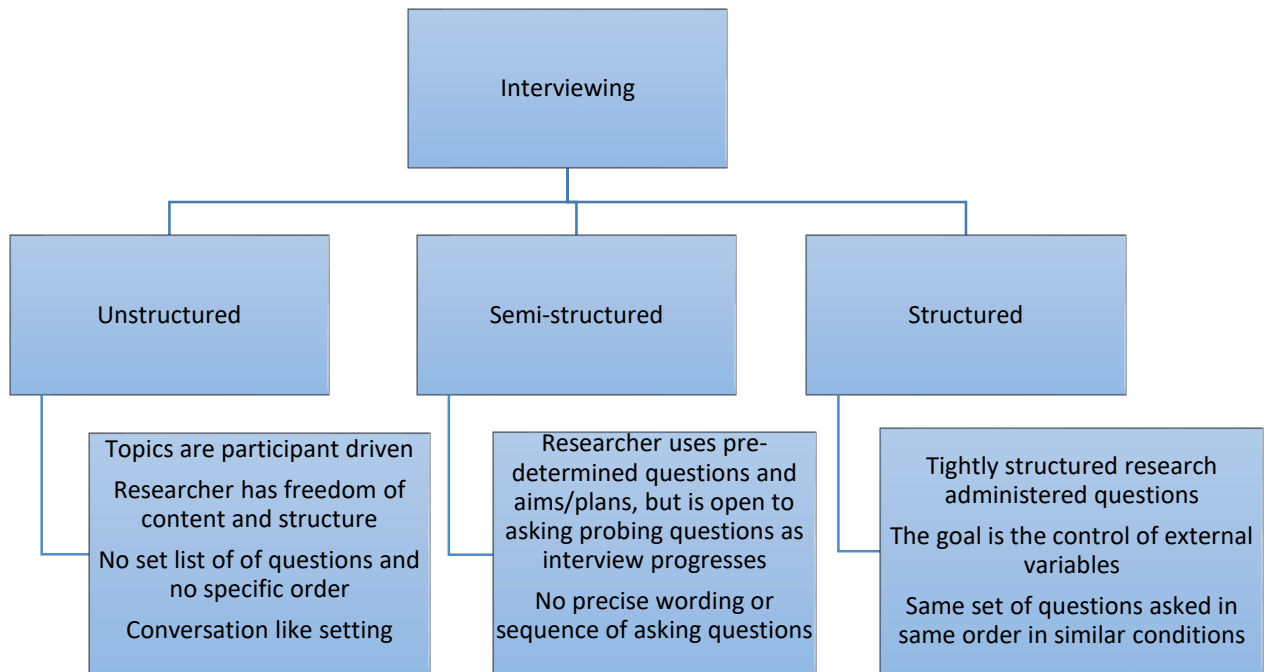 Interviewing
Unstructured
Semi-structured
Structured
Topics are participant driven
Researcher has freedom of
content and structure
No set list of of questions and
no specific order
Conversation like setting
Researcher uses pre-
determined questions and
aims/plans, but is open to
asking probing questions as
interview progresses
No precise wording or
sequence of asking questions
Tightly structured research
administered questions
The goal is the control of external
variables
Same set of questions asked in
same order in similar conditions